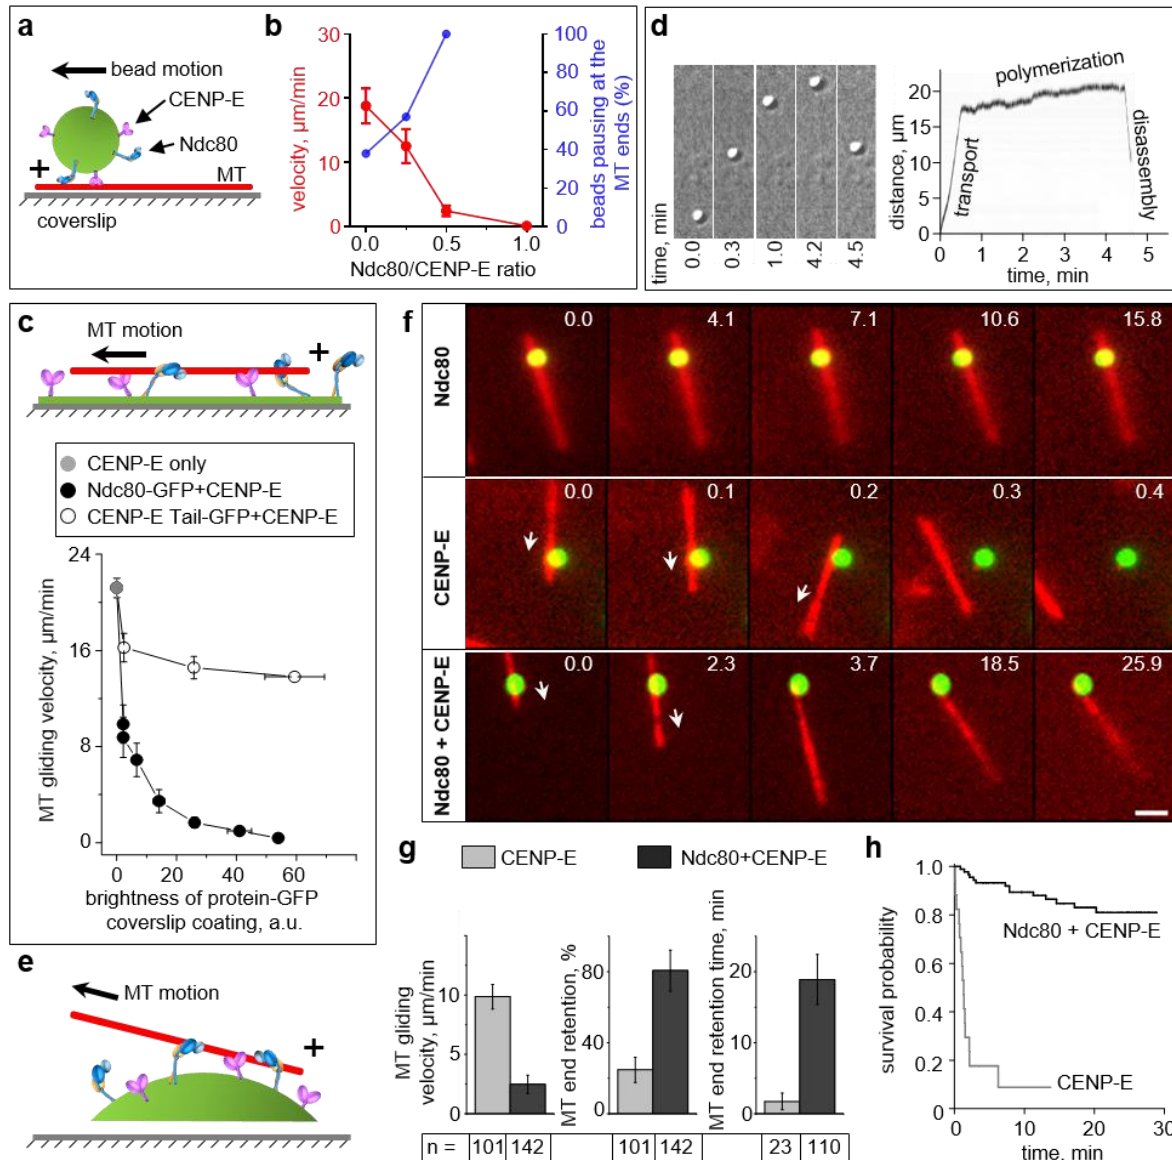 a
bead motion
CENP-E
Ndc80
+
MT
coverslip
b
velocity, µm/min
30
20
10
0
100
80
60
40
20
0
beads pausing at the
MT ends (%)
0.0
0.5
1.0
Ndc80/CENP-E ratio
d
time, min
0.0
0.3
1.0
4.2
4.5
distance, µm
20
15
10
5
0
transport
polymerization
disassembly
0 1 2 3 4 5
time, min
c
MT motion
+
CENP-E only
Ndc80-GFP+CENP-E
CENP-E Tail-GFP+CENP-E
MT gliding velocity, µm/min
24
16
8
0
0 20 40 60
brightness of protein-GFP
coverslip coating, a.u.
e
MT motion
+
f
Ndc80
0.0
4.1
7.1
10.6
15.8
CENP-E
0.0
0.1
0.2
0.3
0.4
Ndc80 + CENP-E
0.0
2.3
3.7
18.5
25.9
g
CENP-E
Ndc80+CENP-E
MT gliding
velocity, µm/min
10
5
0
MT end retention, %
80
40
0
MT end retention time, min
20
10
0
n = 101 142 101 142 23 110
h
survival probability
1.0
0.8
0.6
0.4
0.2
0
Ndc80 + CENP-E
CENP-E
0 10 20 30
time, min